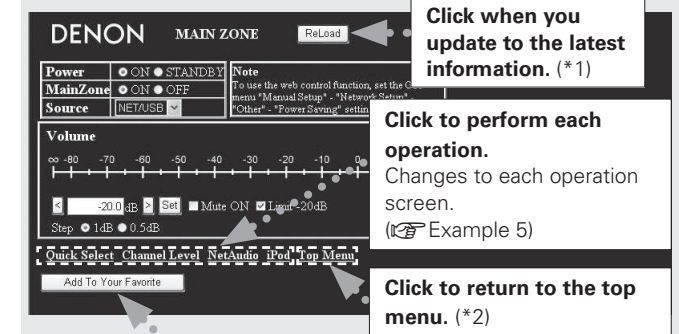 DENON MAIN ZONE ReLoad
Click when you
update to the latest
information. (*1)
Power ON STANDBY
MainZone ON OFF
Source NET/USB
Note
To use the web control function, set the
menu "Manual Setup" - "Network Setup" -
"Other" - "Power Saving"
Click to perform each
operation.
Changes to each operation
screen.
(☞Example 5)
Volume
∞ -80 -70 -60 -50 -40 -30 -20 -10 0
< -20.0 dB > Set Mute ON Limit -20dB
Step 1dB 0.5dB
Quick Select Channel Level NetAudio iPod Top Menu
Add To Your Favorite
Click to return to the top
menu. (*2)